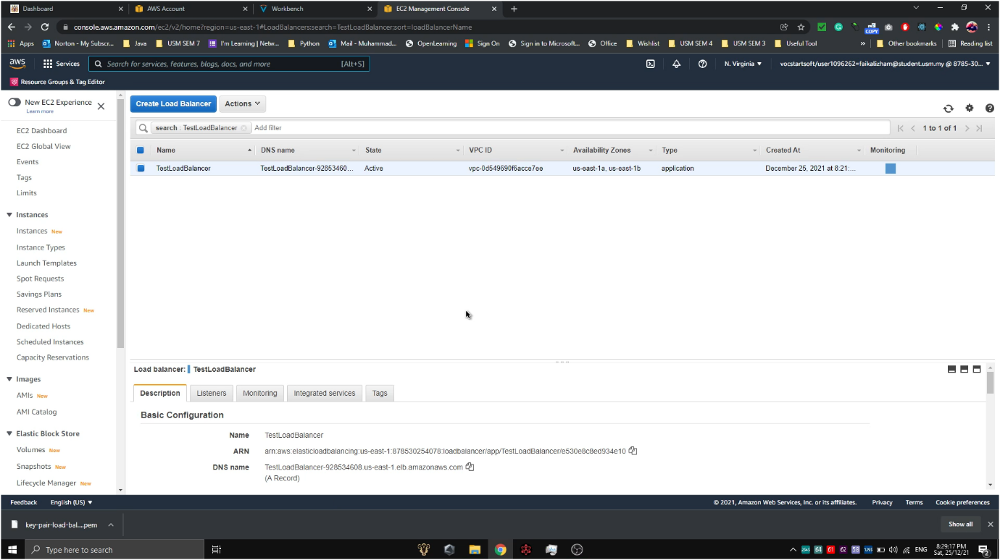 Dashboard
AWS Account
Workbench
EC2 Management Console
console.aws.amazon.com/ec2/v2/home?region=us-east-1#LoadBalancers:search=TestLoadBalancer;sort=loadBalancerName
COPY
Apps
Norton - My Subscr...
Java
USM SEM 7
I'm Learning | Netw...
Python
Mail - Muhammad...
OpenLearning
Sign On
Sign in to Microsoft...
Office
Wishlist
USM SEM 4
USM SEM 3
Useful Tool
»
Other bookmarks
Reading list
aws
Services
Search for services, features, blogs, docs, and more
[Alt+S]
N. Virginia
vocstartsoft/user1096262=faikalizham@student.usm.my @ 8785-30...
Resource Groups & Tag Editor
New EC2 Experience
Learn more
EC2 Dashboard
EC2 Global View
Events
Tags
Limits
Instances
Instances New
Instance Types
Launch Templates
Spot Requests
Savings Plans
Reserved Instances New
Dedicated Hosts
Scheduled Instances
Capacity Reservations
Images
AMIs New
AMI Catalog
Elastic Block Store
Volumes New
Snapshots New
Lifecycle Manager New
Create Load Balancer
Actions
search : TestLoadBalancer
Add filter
1 to 1 of 1
Name
DNS name
State
VPC ID
Availability Zones
Type
Created At
Monitoring
TestLoadBalancer
TestLoadBalancer-92853460...
Active
vpc-0d549690f6acce7ee
us-east-1a, us-east-1b
application
December 25, 2021 at 8:21:...
Load balancer: TestLoadBalancer
Description
Listeners
Monitoring
Integrated services
Tags
Basic Configuration
Name TestLoadBalancer
ARN arn:aws:elasticloadbalancing:us-east-1:878530254078:loadbalancer/app/TestLoadBalancer/e530e8c8ed934e10
DNS name TestLoadBalancer-928534608.us-east-1.elb.amazonaws.com
(A Record)
Feedback
English (US)
© 2021, Amazon Web Services, Inc. or its affiliates.
Privacy
Terms
Cookie preferences
key-pair-load-bal....pem
Show all
Type here to search
64
61
62
58
ENG
8:29:17 PM
Sat, 25/12/21
2